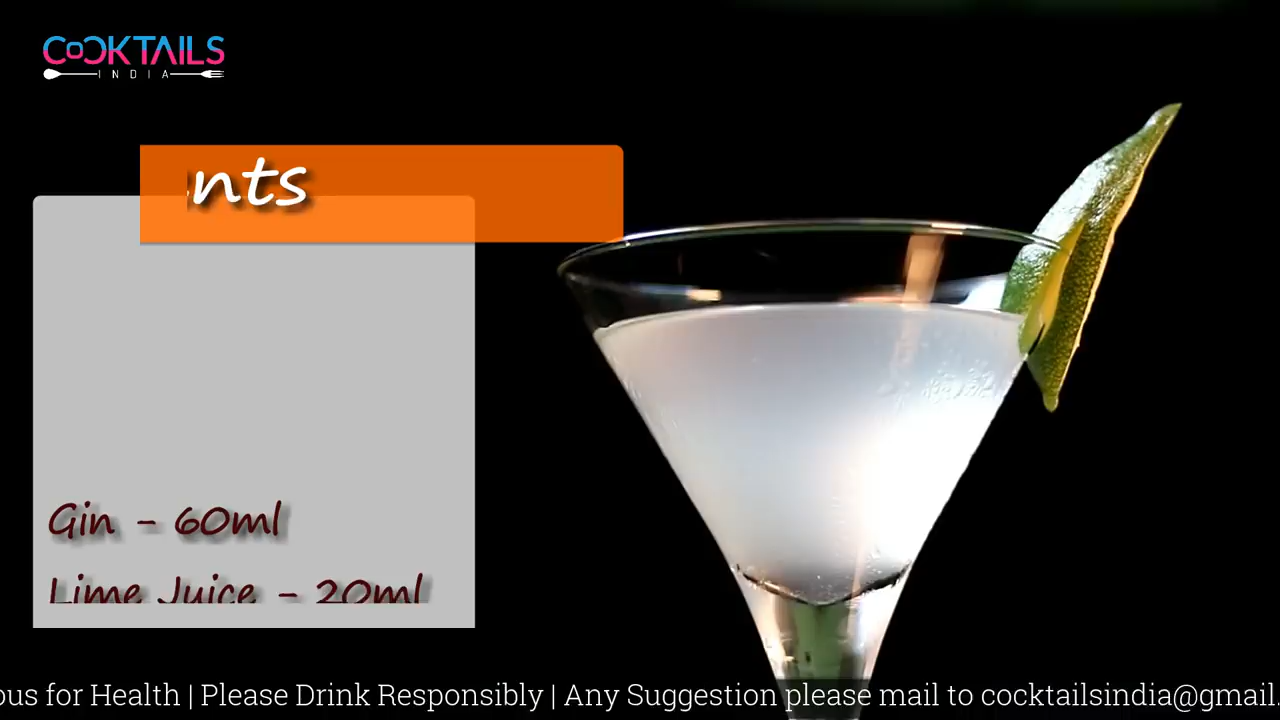 COCKTAILS
INDIA
nts
Gin - 60ml
Lime Juice - 20ml
for Health | Please Drink Responsibly | Any Suggestion please mail to cocktailsindia@gmail.